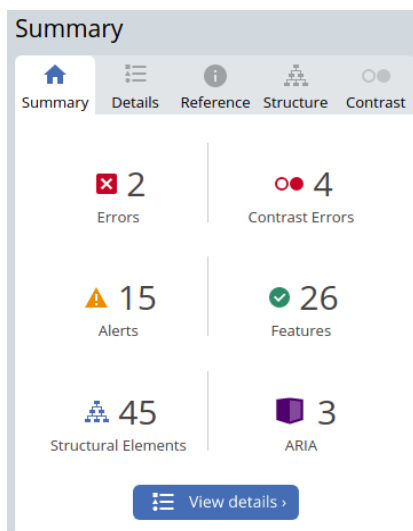 Summary
Summary Details Reference Structure Contrast
2 4
Errors Contrast Errors
15 26
Alerts Features
45 3
Structural Elements ARIA
View details ›